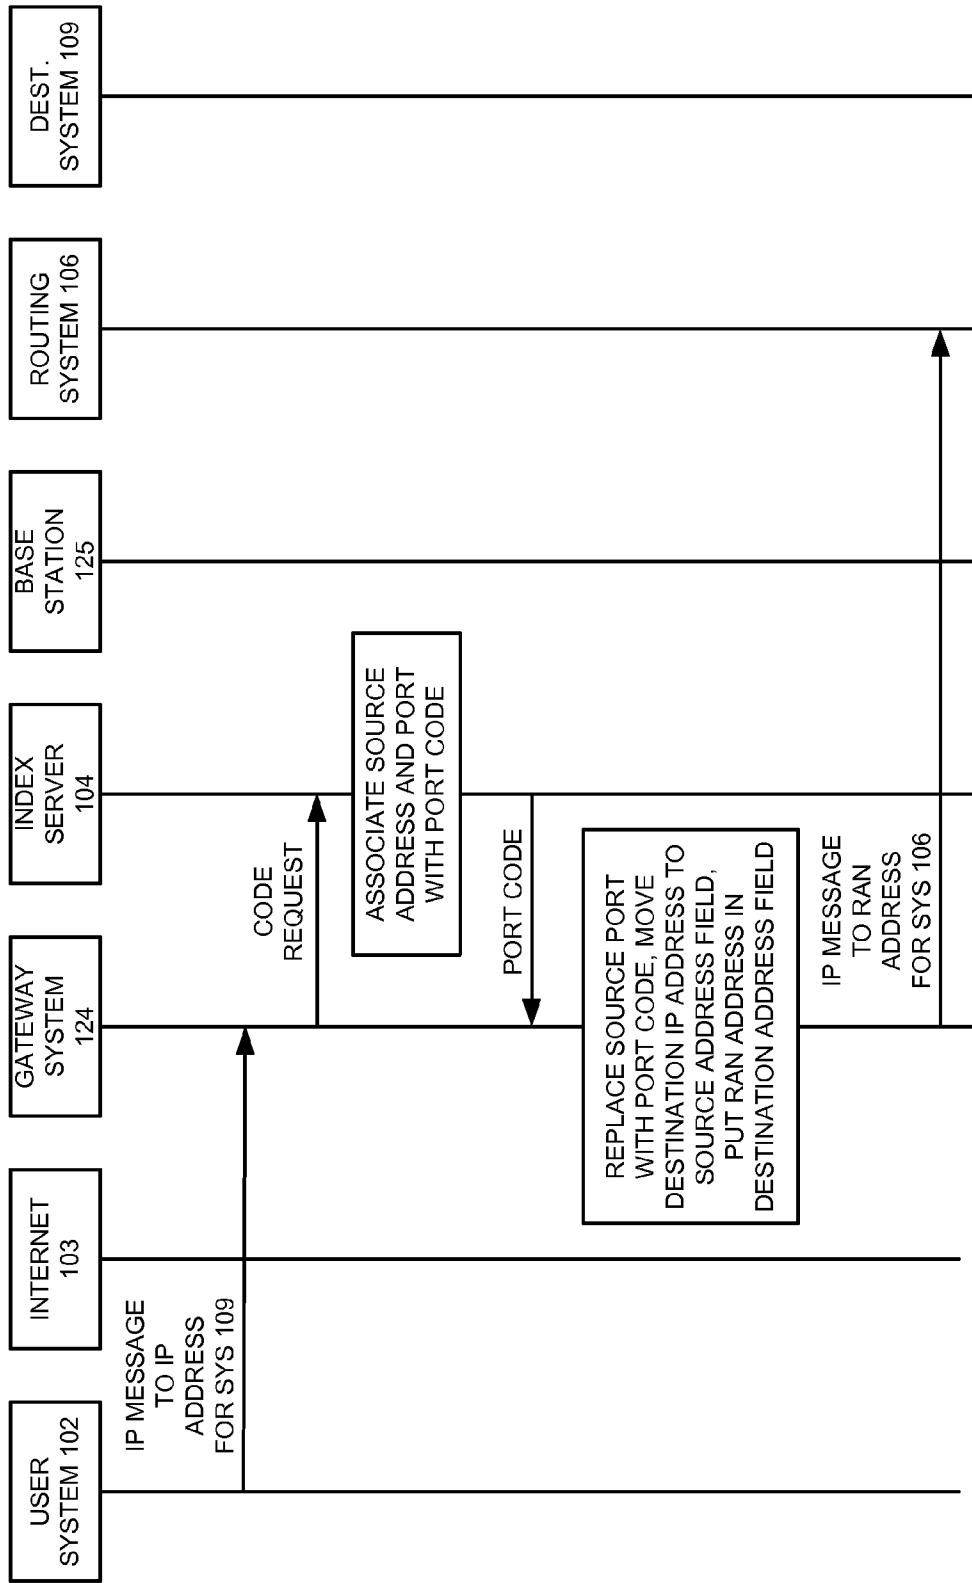 USER
SYSTEM 102
INTERNET
103
GATEWAY
SYSTEM
124
INDEX
SERVER
104
BASE
STATION
125
ROUTING
SYSTEM 106
DEST.
SYSTEM 109
IP MESSAGE
TO IP
ADDRESS
FOR SYS 109
CODE
REQUEST
ASSOCIATE SOURCE
ADDRESS AND PORT
WITH PORT CODE
PORT CODE
REPLACE SOURCE PORT
WITH PORT CODE, MOVE
DESTINATION IP ADDRESS TO
SOURCE ADDRESS FIELD,
PUT RAN ADDRESS IN
DESTINATION ADDRESS FIELD
IP MESSAGE
TO RAN
ADDRESS
FOR SYS 106